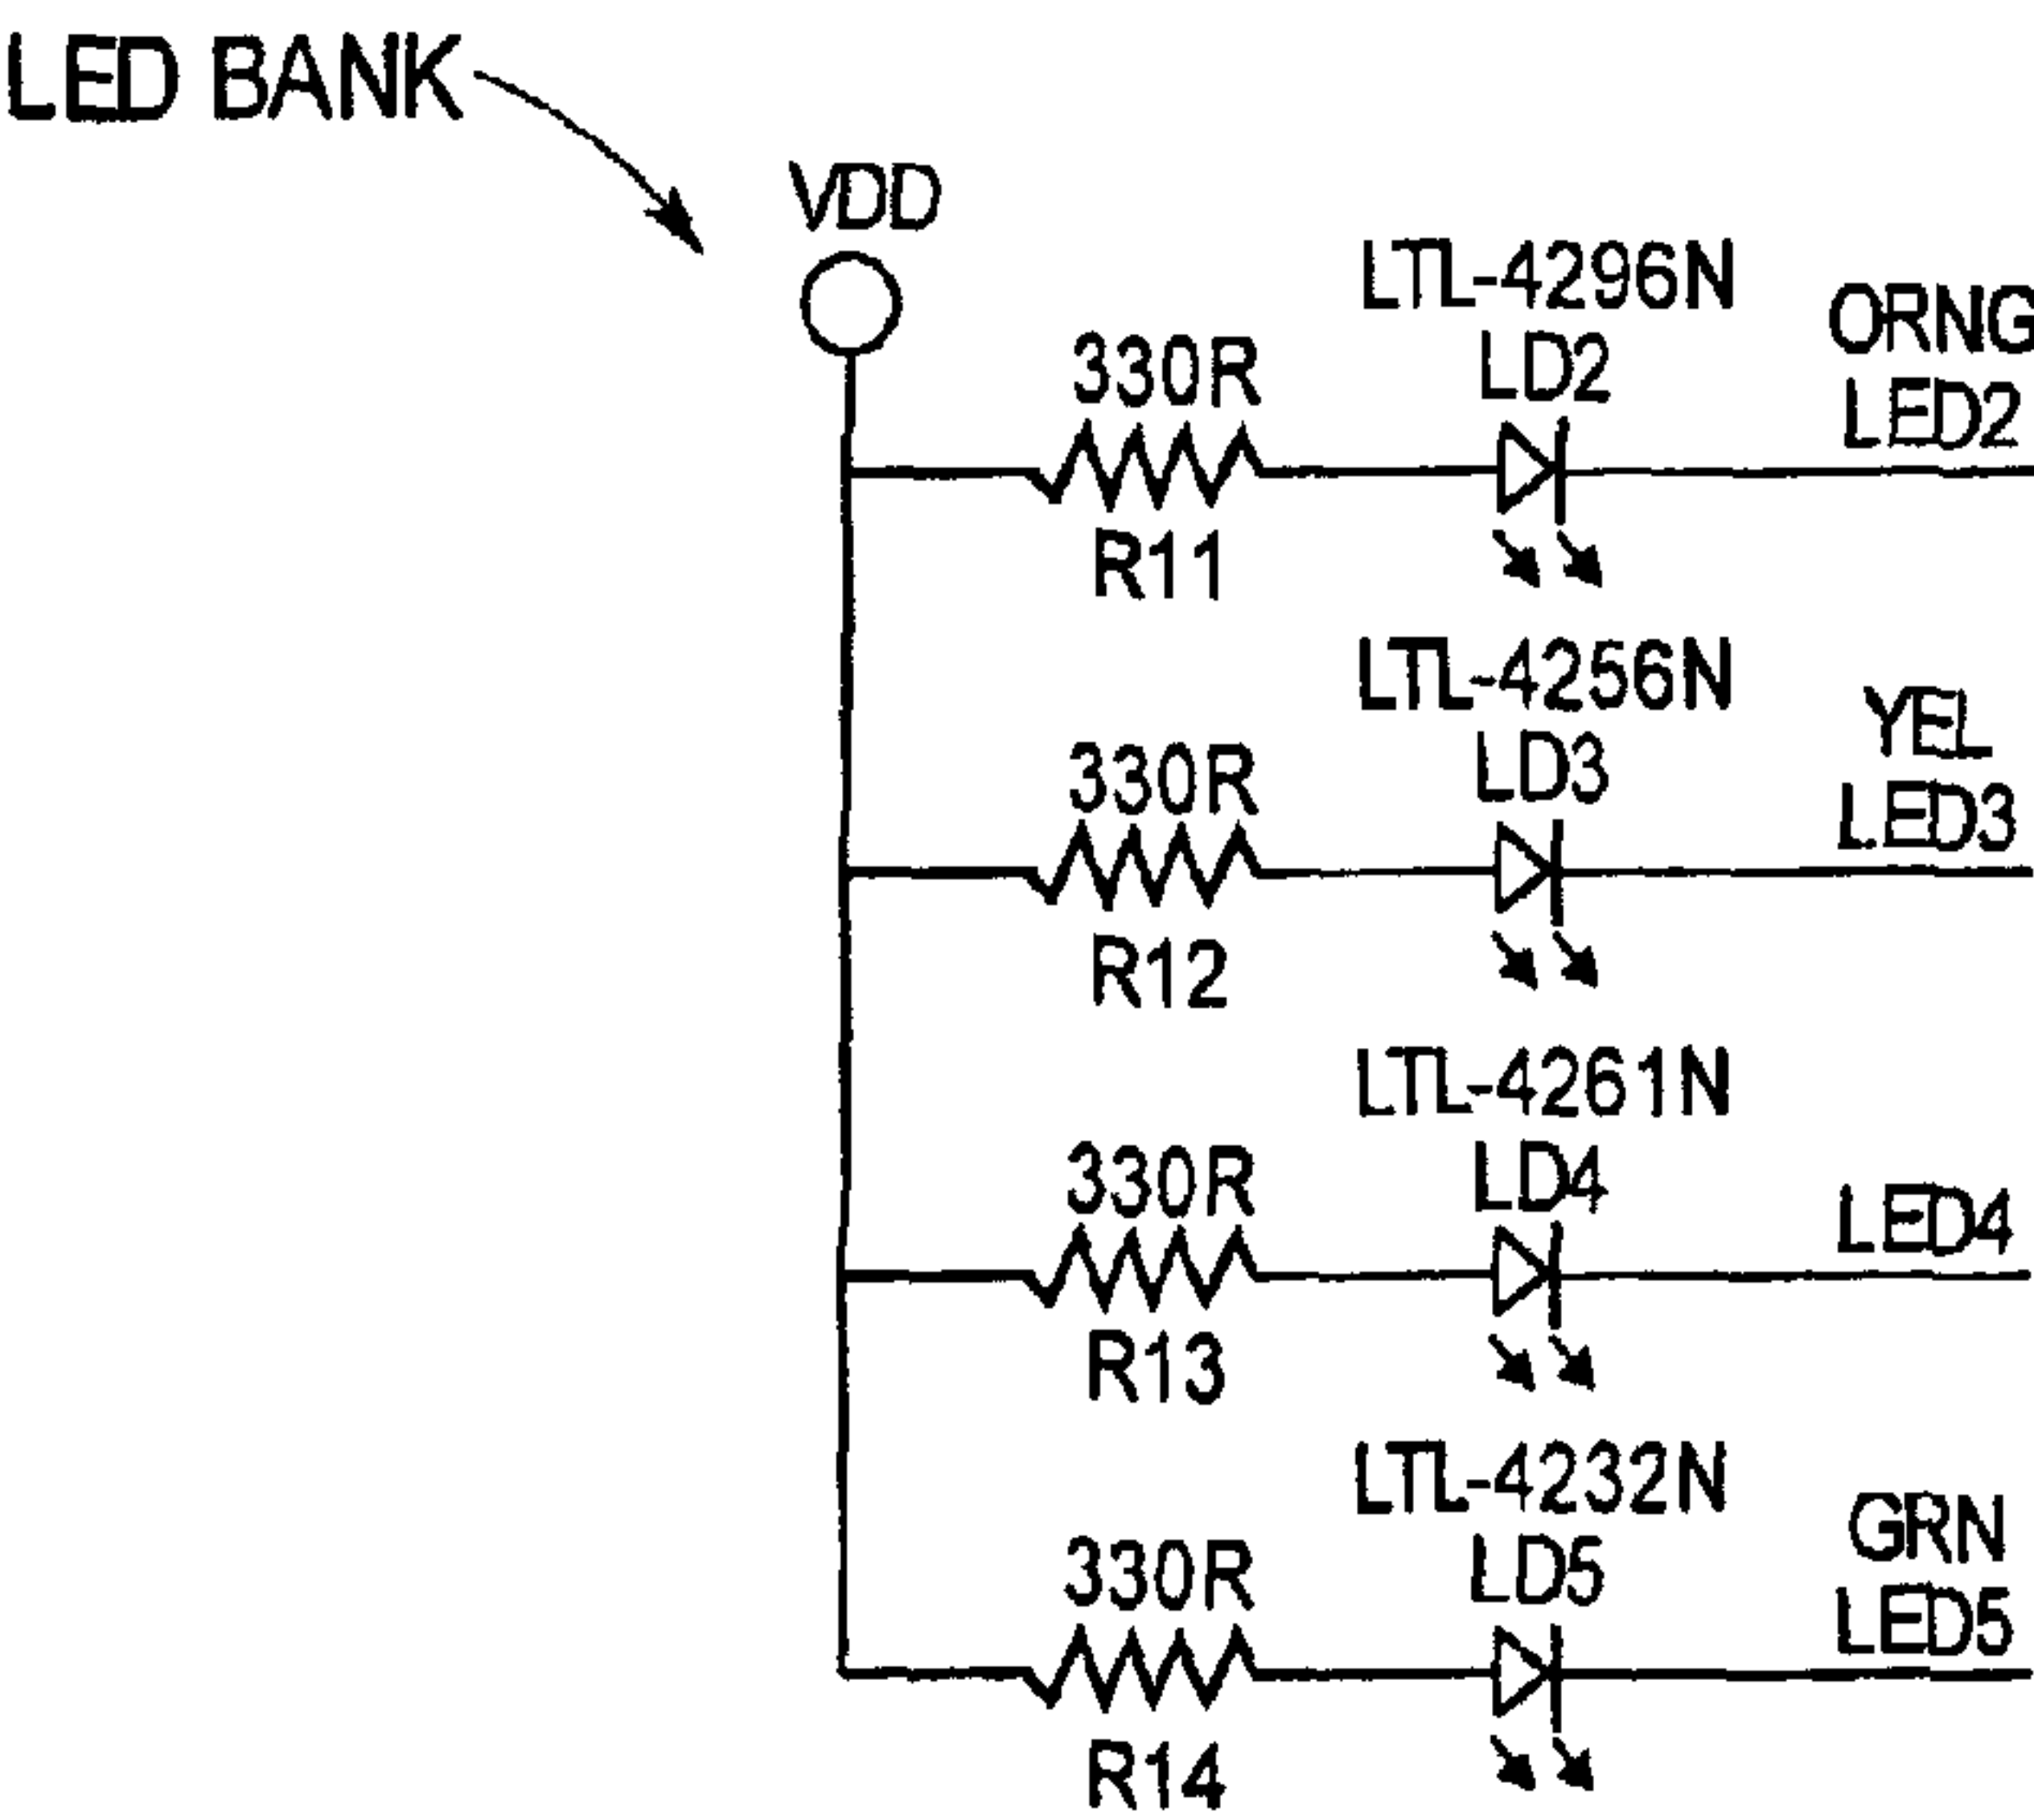 LED BANK
VDD
LTL-4296N
330R
LD2
ORNG
LED2
R11
LTL-4256N
330R
LD3
YEL
LED3
R12
LTL-4261N
330R
LD4
LED4
R13
LTL-4232N
330R
LD5
GRN
LED5
R14